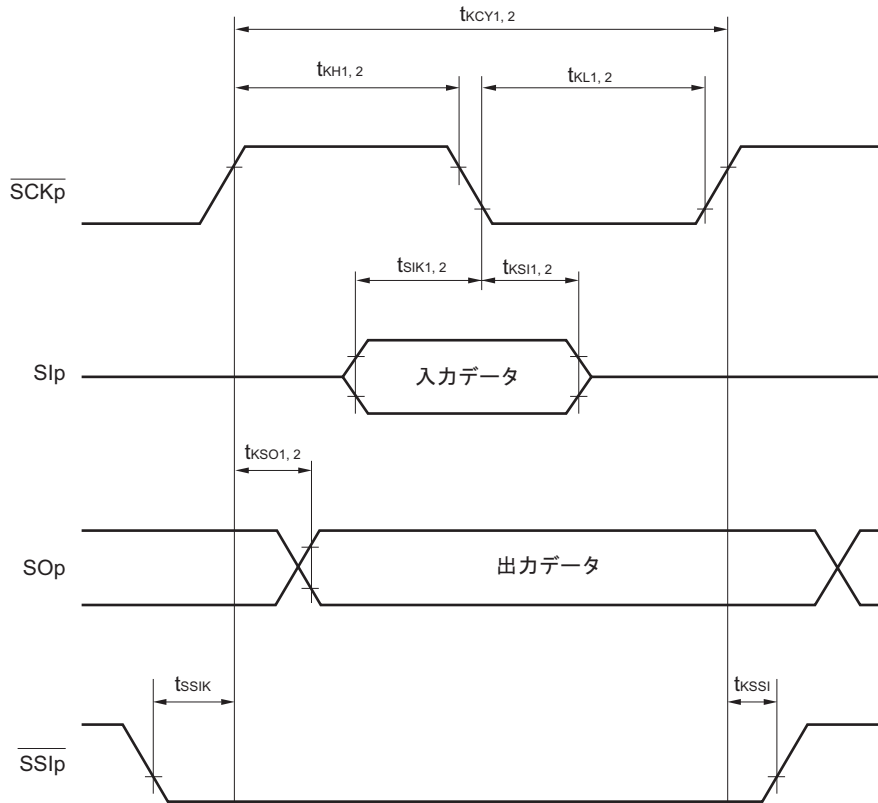 tKCY1, 2
tKH1, 2
tKL1, 2
SCKp
tSIK1, 2
tKSI1, 2
SIp
入力データ
tKSO1, 2
SOp
出力データ
tSSIK
tKSSI
SSIp